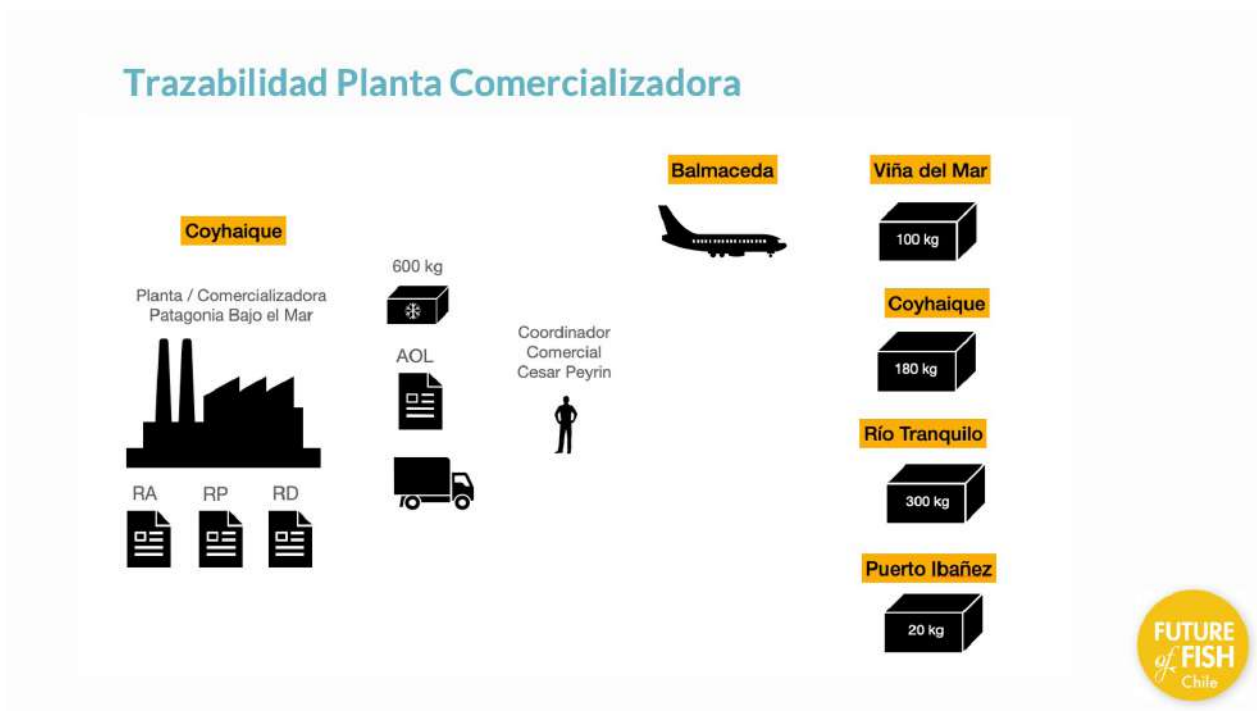 Trazabilidad Planta Comercializadora
Coyhaique
Planta / Comercializadora
Patagonia Bajo el Mar
RA
RP
RD
600 kg
AOL
Coordinador
Comercial
Cesar Peyrin
Balmaceda
Viña del Mar
100 kg
Coyhaique
180 kg
Río Tranquilo
300 kg
Puerto Ibañez
20 kg
FUTURE
of FISH
Chile